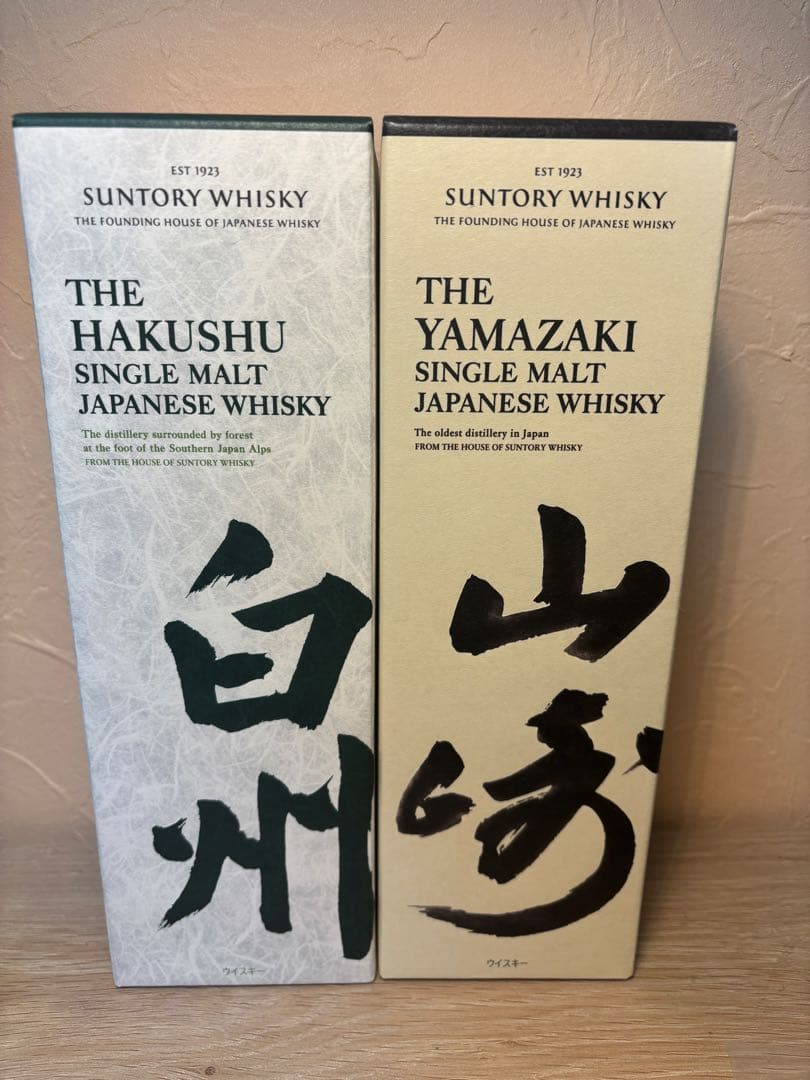 EST 1923
SUNTORY WHISKY
THE FOUNDING HOUSE OF JAPANESE WHISKY
THE
HAKUSHU
SINGLE MALT
JAPANESE WHISKY
The distillery surrounded by forest
at the foot of the Southern Japan Alps
FROM THE HOUSE OF SUNTORY WHISKY
白州
ウイスキー
EST 1923
SUNTORY WHISKY
THE FOUNDING HOUSE OF JAPANESE WHISKY
THE
YAMAZAKI
SINGLE MALT
JAPANESE WHISKY
The oldest distillery in Japan
FROM THE HOUSE OF SUNTORY WHISKY
山崎
ウイスキー